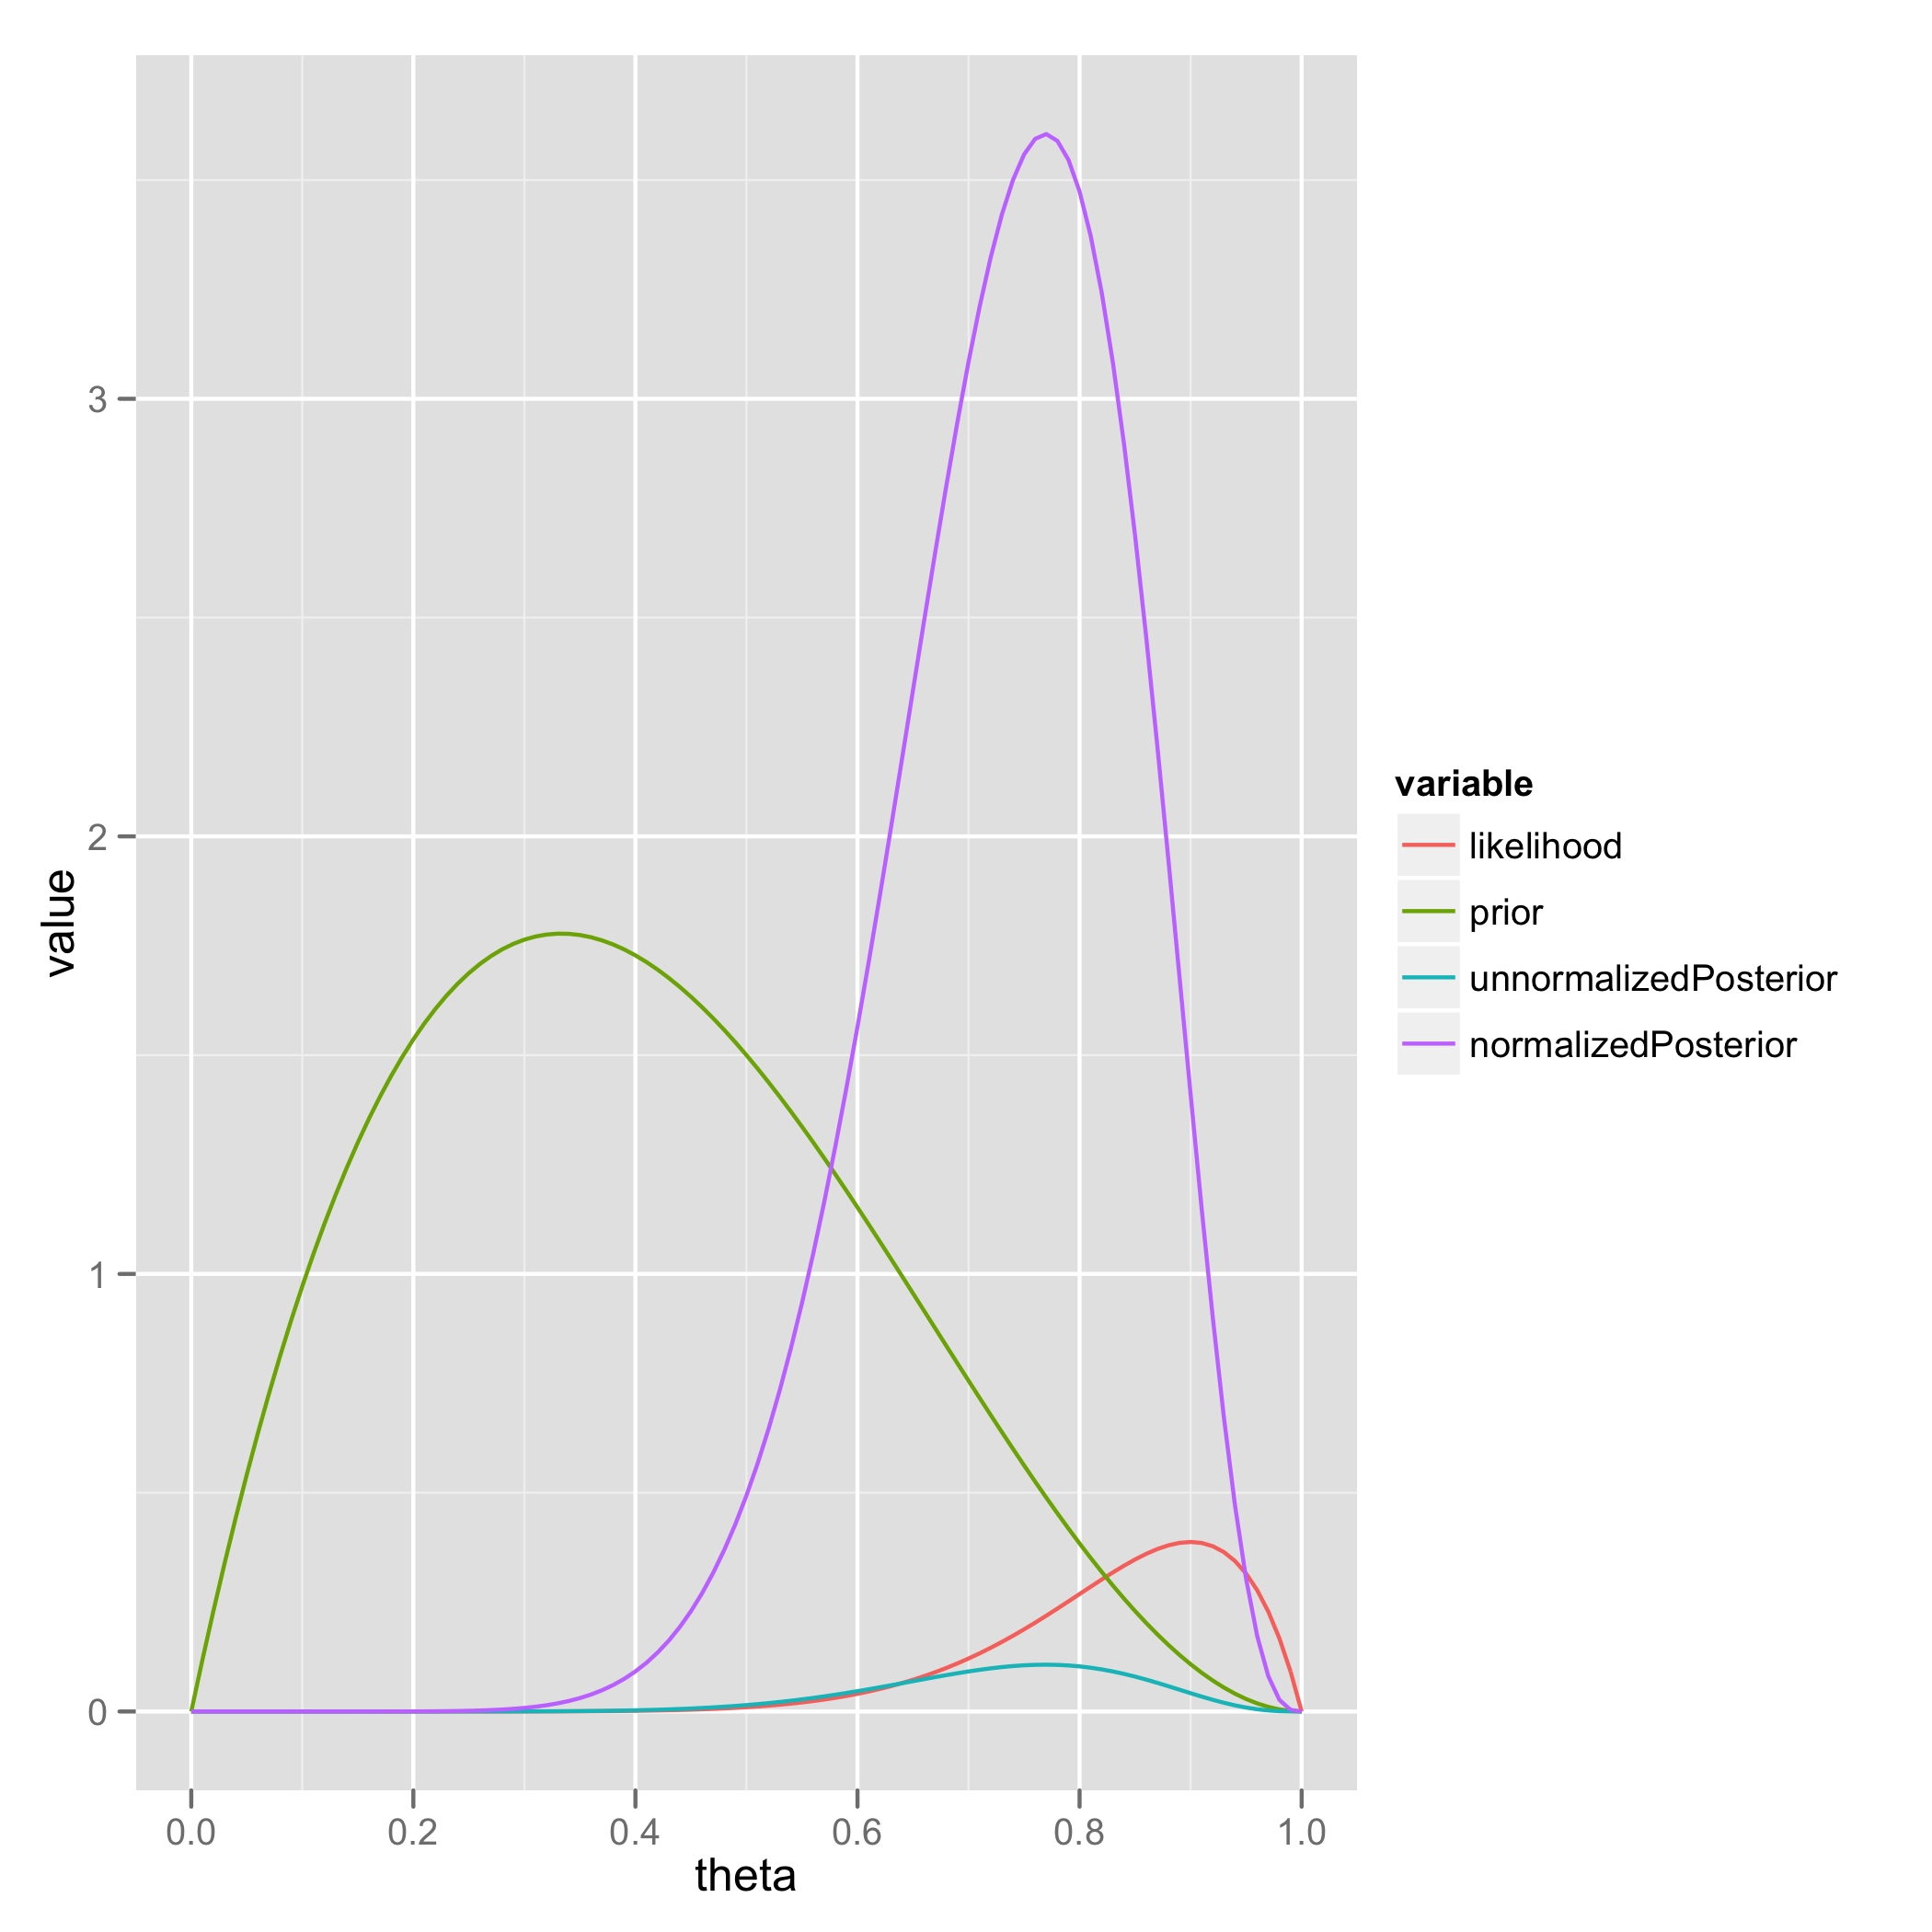 3
2
1
0
value
0.0 0.2 0.4 0.6 0.8 1.0
theta
variable
likelihood
prior
unnormalizedPosterior
normalizedPosterior